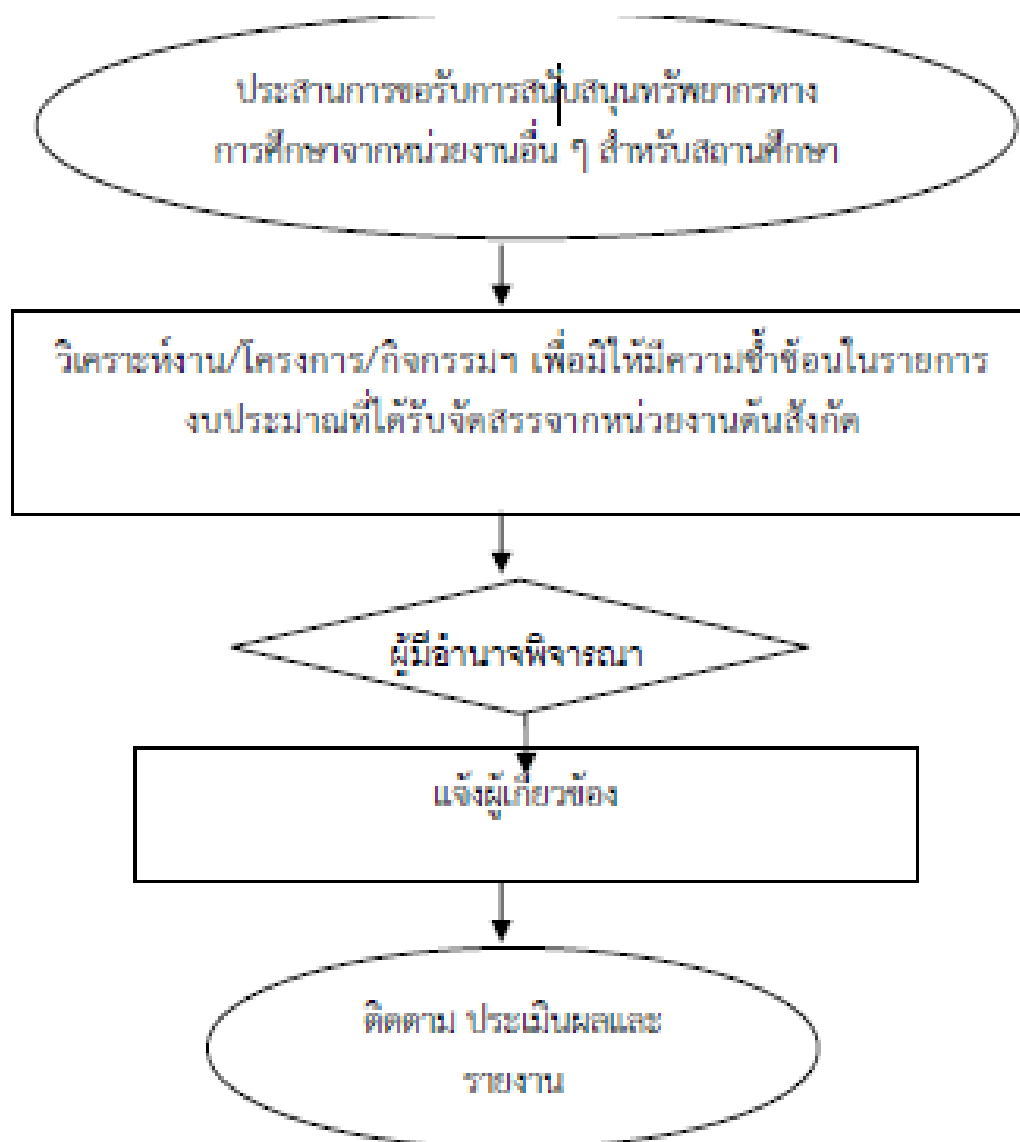 ประสานการขอรับการสนับสนุนทรัพยากรทาง
การศึกษาจากหน่วยงานอื่น ๆ สำหรับสถานศึกษา
วิเคราะห์งาน/โครงการ/กิจกรรมฯ เพื่อมิให้มีความซ้ำซ้อนในรายการ
งบประมาณที่ได้รับจัดสรรจากหน่วยงานต้นสังกัด
ผู้มีอำนาจพิจารณา
แจ้งผู้เกี่ยวข้อง
ติดตาม ประเมินผลและ
รายงาน